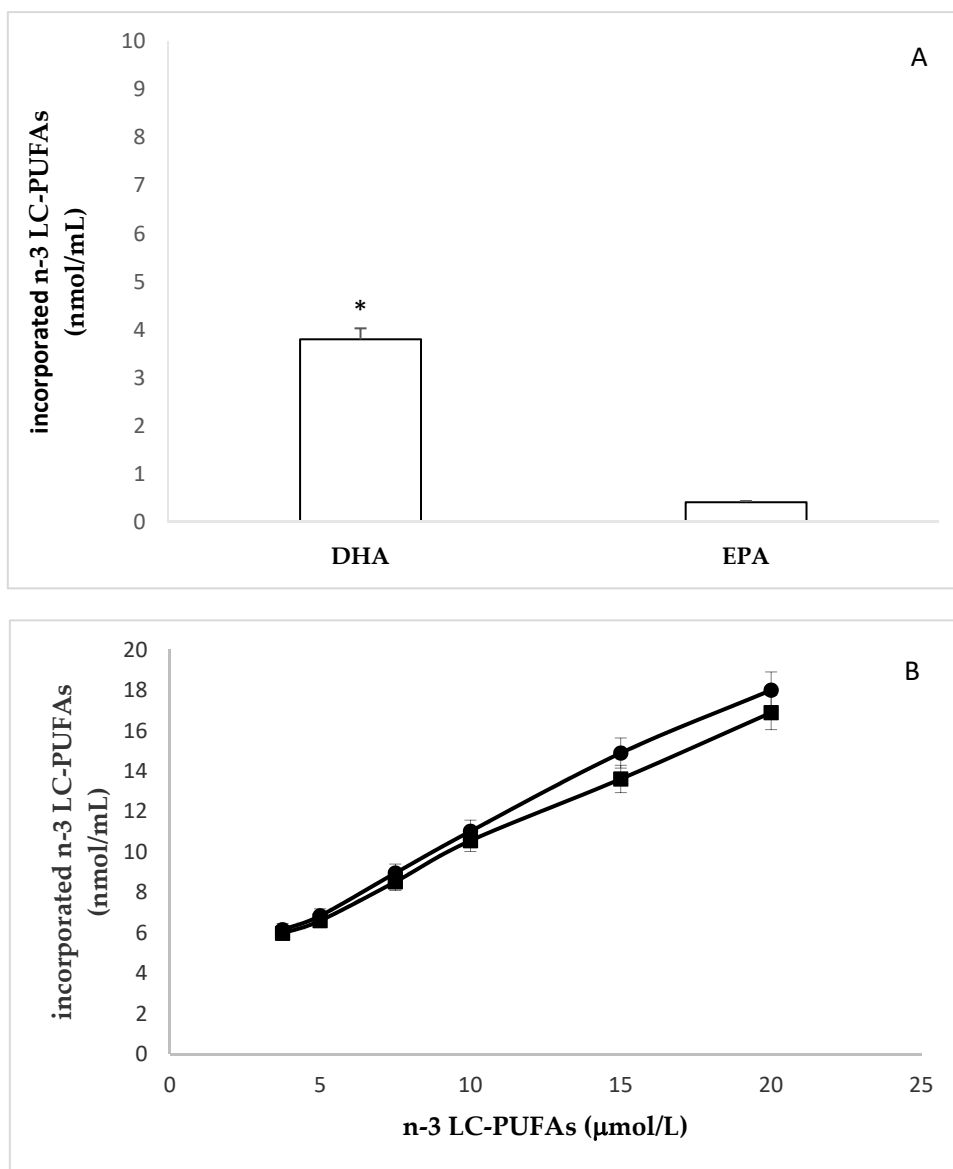 A
incorporated n-3 LC-PUFAs
(nmol/mL)
10
9
8
7
6
5
4
3
2
1
0
*
DHA EPA
B
incorporated n-3 LC-PUFAs
(nmol/mL)
20
18
16
14
12
10
8
6
4
2
0
0 5 10 15 20 25
n-3 LC-PUFAs (μmol/L)